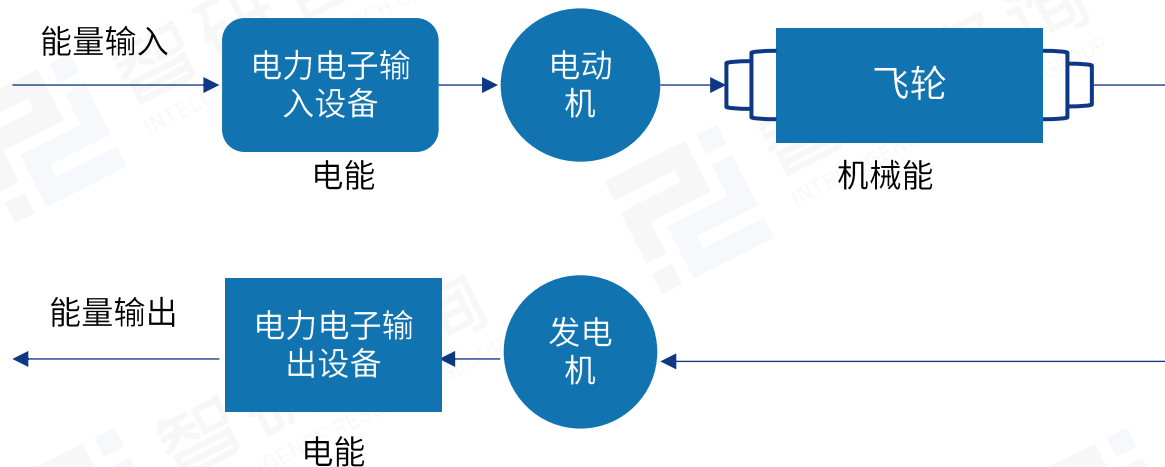 能量输入
电力电子输
入设备
电能
电动
机
飞轮
机械能
能量输出
电力电子输
出设备
电能
发电
机